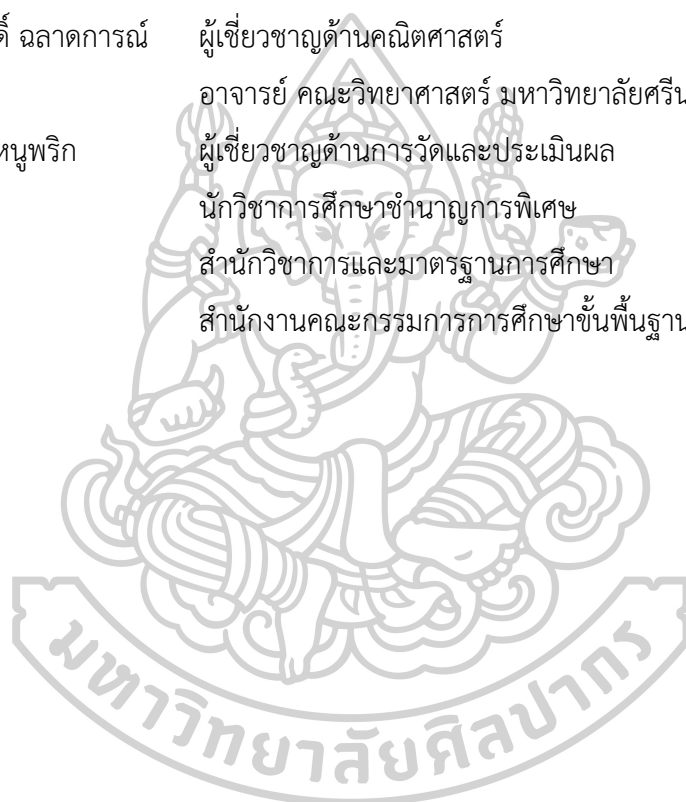 ฉลาดการณ์ ผู้เชี่ยวชาญด้านคณิตศาสตร์
อาจารย์ คณะวิทยาศาสตร์ มหาวิทยาลัยศรีน
หนูพริก ผู้เชี่ยวชาญด้านการวัดและประเมินผล
นักวิชาการศึกษาชำนาญการพิเศษ
สำนักวิชาการและมาตรฐานการศึกษา
สำนักงานคณะกรรมการการศึกษาขั้นพื้นฐาน
มหาวิทยาลัยศิลปากร